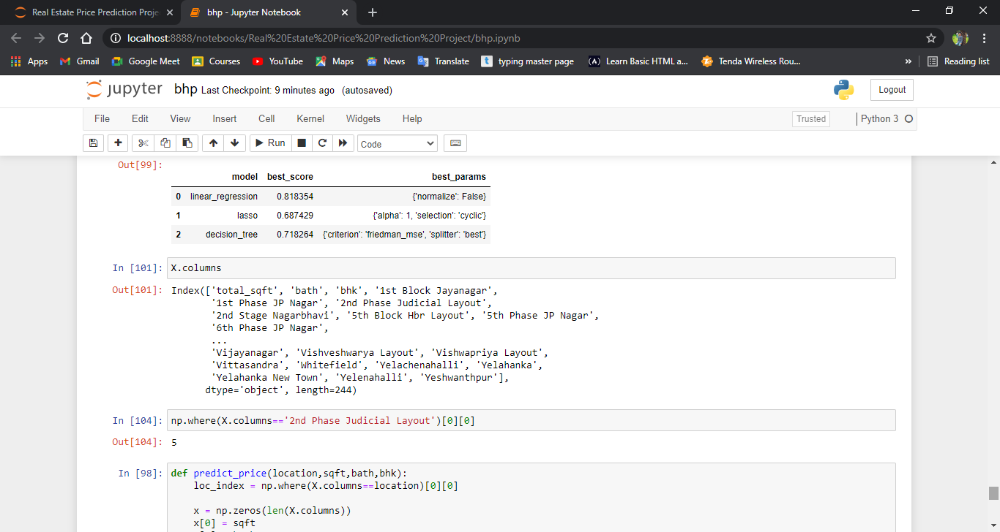 Real Estate Price Prediction Proje
bhp - Jupyter Notebook
localhost:8888/notebooks/Real%20Estate%20Price%20Prediction%20Project/bhp.ipynb
Apps Gmail Google Meet Courses YouTube Maps News Translate typing master page Learn Basic HTML a... Tenda Wireless Rou... » Reading list
jupyter bhp Last Checkpoint: 9 minutes ago (autosaved) Logout
File Edit View Insert Cell Kernel Widgets Help Trusted Python 3
Run Code
Out[99]:
model best_score best_params
0 linear_regression 0.818354 {'normalize': False}
1 lasso 0.687429 {'alpha': 1, 'selection': 'cyclic'}
2 decision_tree 0.718264 {'criterion': 'friedman_mse', 'splitter': 'best'}
In [101]: X.columns
Out[101]: Index(['total_sqft', 'bath', 'bhk', '1st Block Jayanagar',
'1st Phase JP Nagar', '2nd Phase Judicial Layout',
'2nd Stage Nagarbhavi', '5th Block Hbr Layout', '5th Phase JP Nagar',
'6th Phase JP Nagar',
...
'Vijayanagar', 'Vishveshwarya Layout', 'Vishwapriya Layout',
'Vittasandra', 'Whitefield', 'Yelachenahalli', 'Yelahanka',
'Yelahanka New Town', 'Yelenahalli', 'Yeshwanthpur'],
dtype='object', length=244)
In [104]: np.where(X.columns=='2nd Phase Judicial Layout')[0][0]
Out[104]: 5
In [98]: def predict_price(location,sqft,bath,bhk):
loc_index = np.where(X.columns==location)[0][0]
x = np.zeros(len(X.columns))
x[0] = sqft